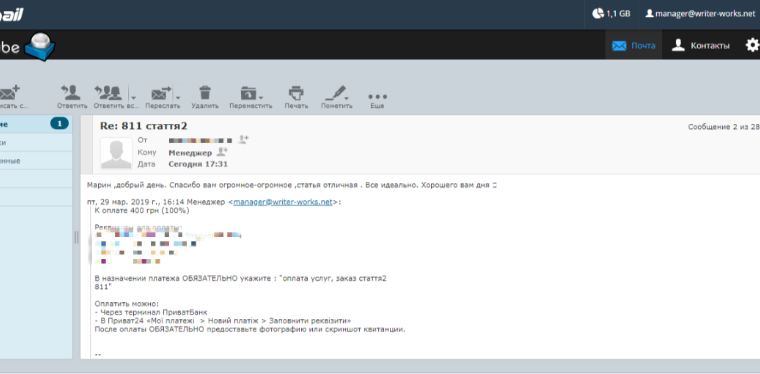 ail
1,1 GB
manager@writer-works.net
be
Почта
Контакты
исать с...
Ответить
Ответить вс...
Переслать
Удалить
Переместить
Печать
Пометить
Еще
ие
1
ки
енные
Re: 811 стаття2
Сообщение 2 из 28
От
Кому Менеджер
Дата Сегодня 17:31
Марин ,добрый день. Спасибо вам огромное-огромное ,статья отличная . Все идеально. Хорошего вам дня
пт, 29 мар. 2019 г., 16:14 Менеджер <manager@writer-works.net>:
К оплате 400 грн (100%)
В назначении платежа ОБЯЗАТЕЛЬНО укажите : "оплата услуг, заказ стаття2
811"
Оплатить можно:
- Через терминал ПриватБанк
- В Приват24 «Мої платежі > Новий платіж > Заповнити реквізити»
После оплаты ОБЯЗАТЕЛЬНО предоставьте фотографию или скриншот квитанции.
--